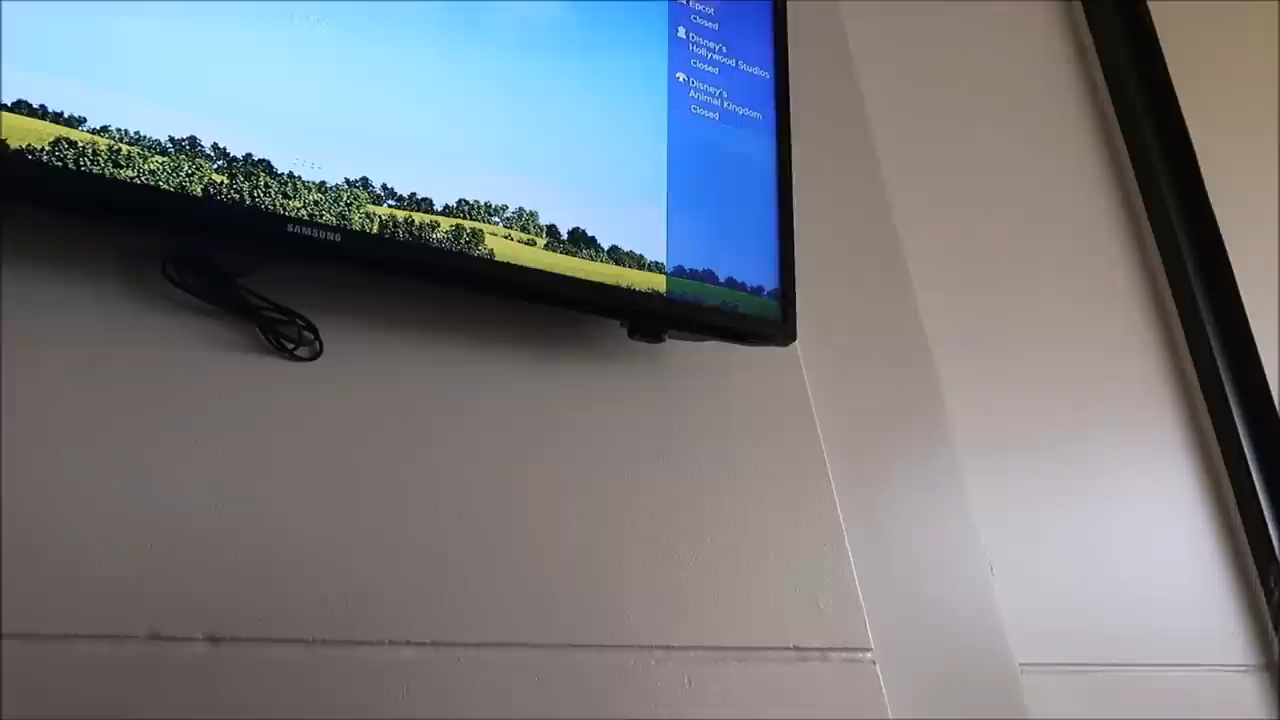 Epcot
Closed
Disney's
Hollywood Studios
Closed
Disney's
Animal Kingdom
Closed
SAMSUNG